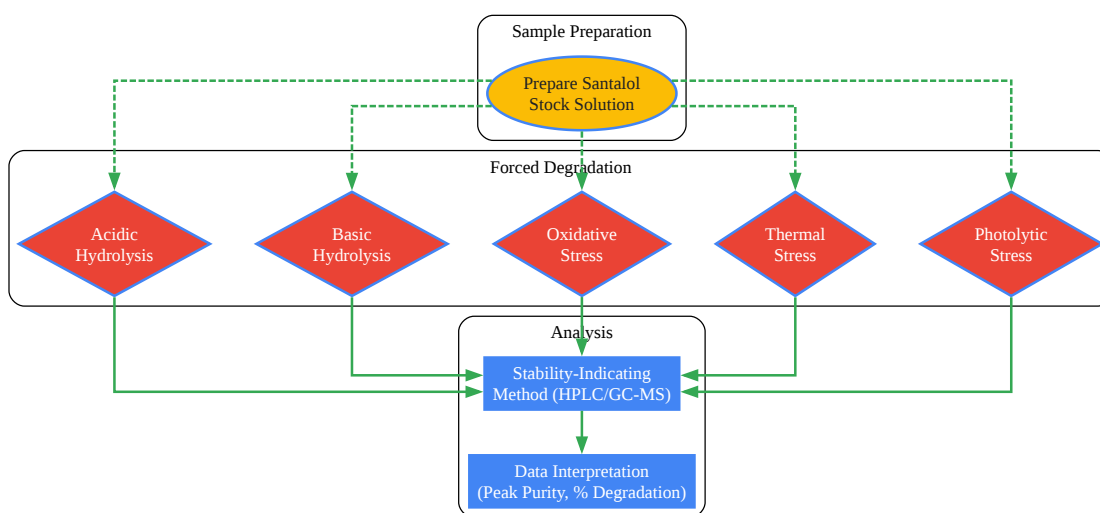 Sample Preparation
Prepare Santalol
Stock Solution
Forced Degradation
Acidic
Hydrolysis
Basic
Hydrolysis
Oxidative
Stress
Thermal
Stress
Photolytic
Stress
Analysis
Stability-Indicating
Method (HPLC/GC-MS)
Data Interpretation
(Peak Purity, % Degradation)